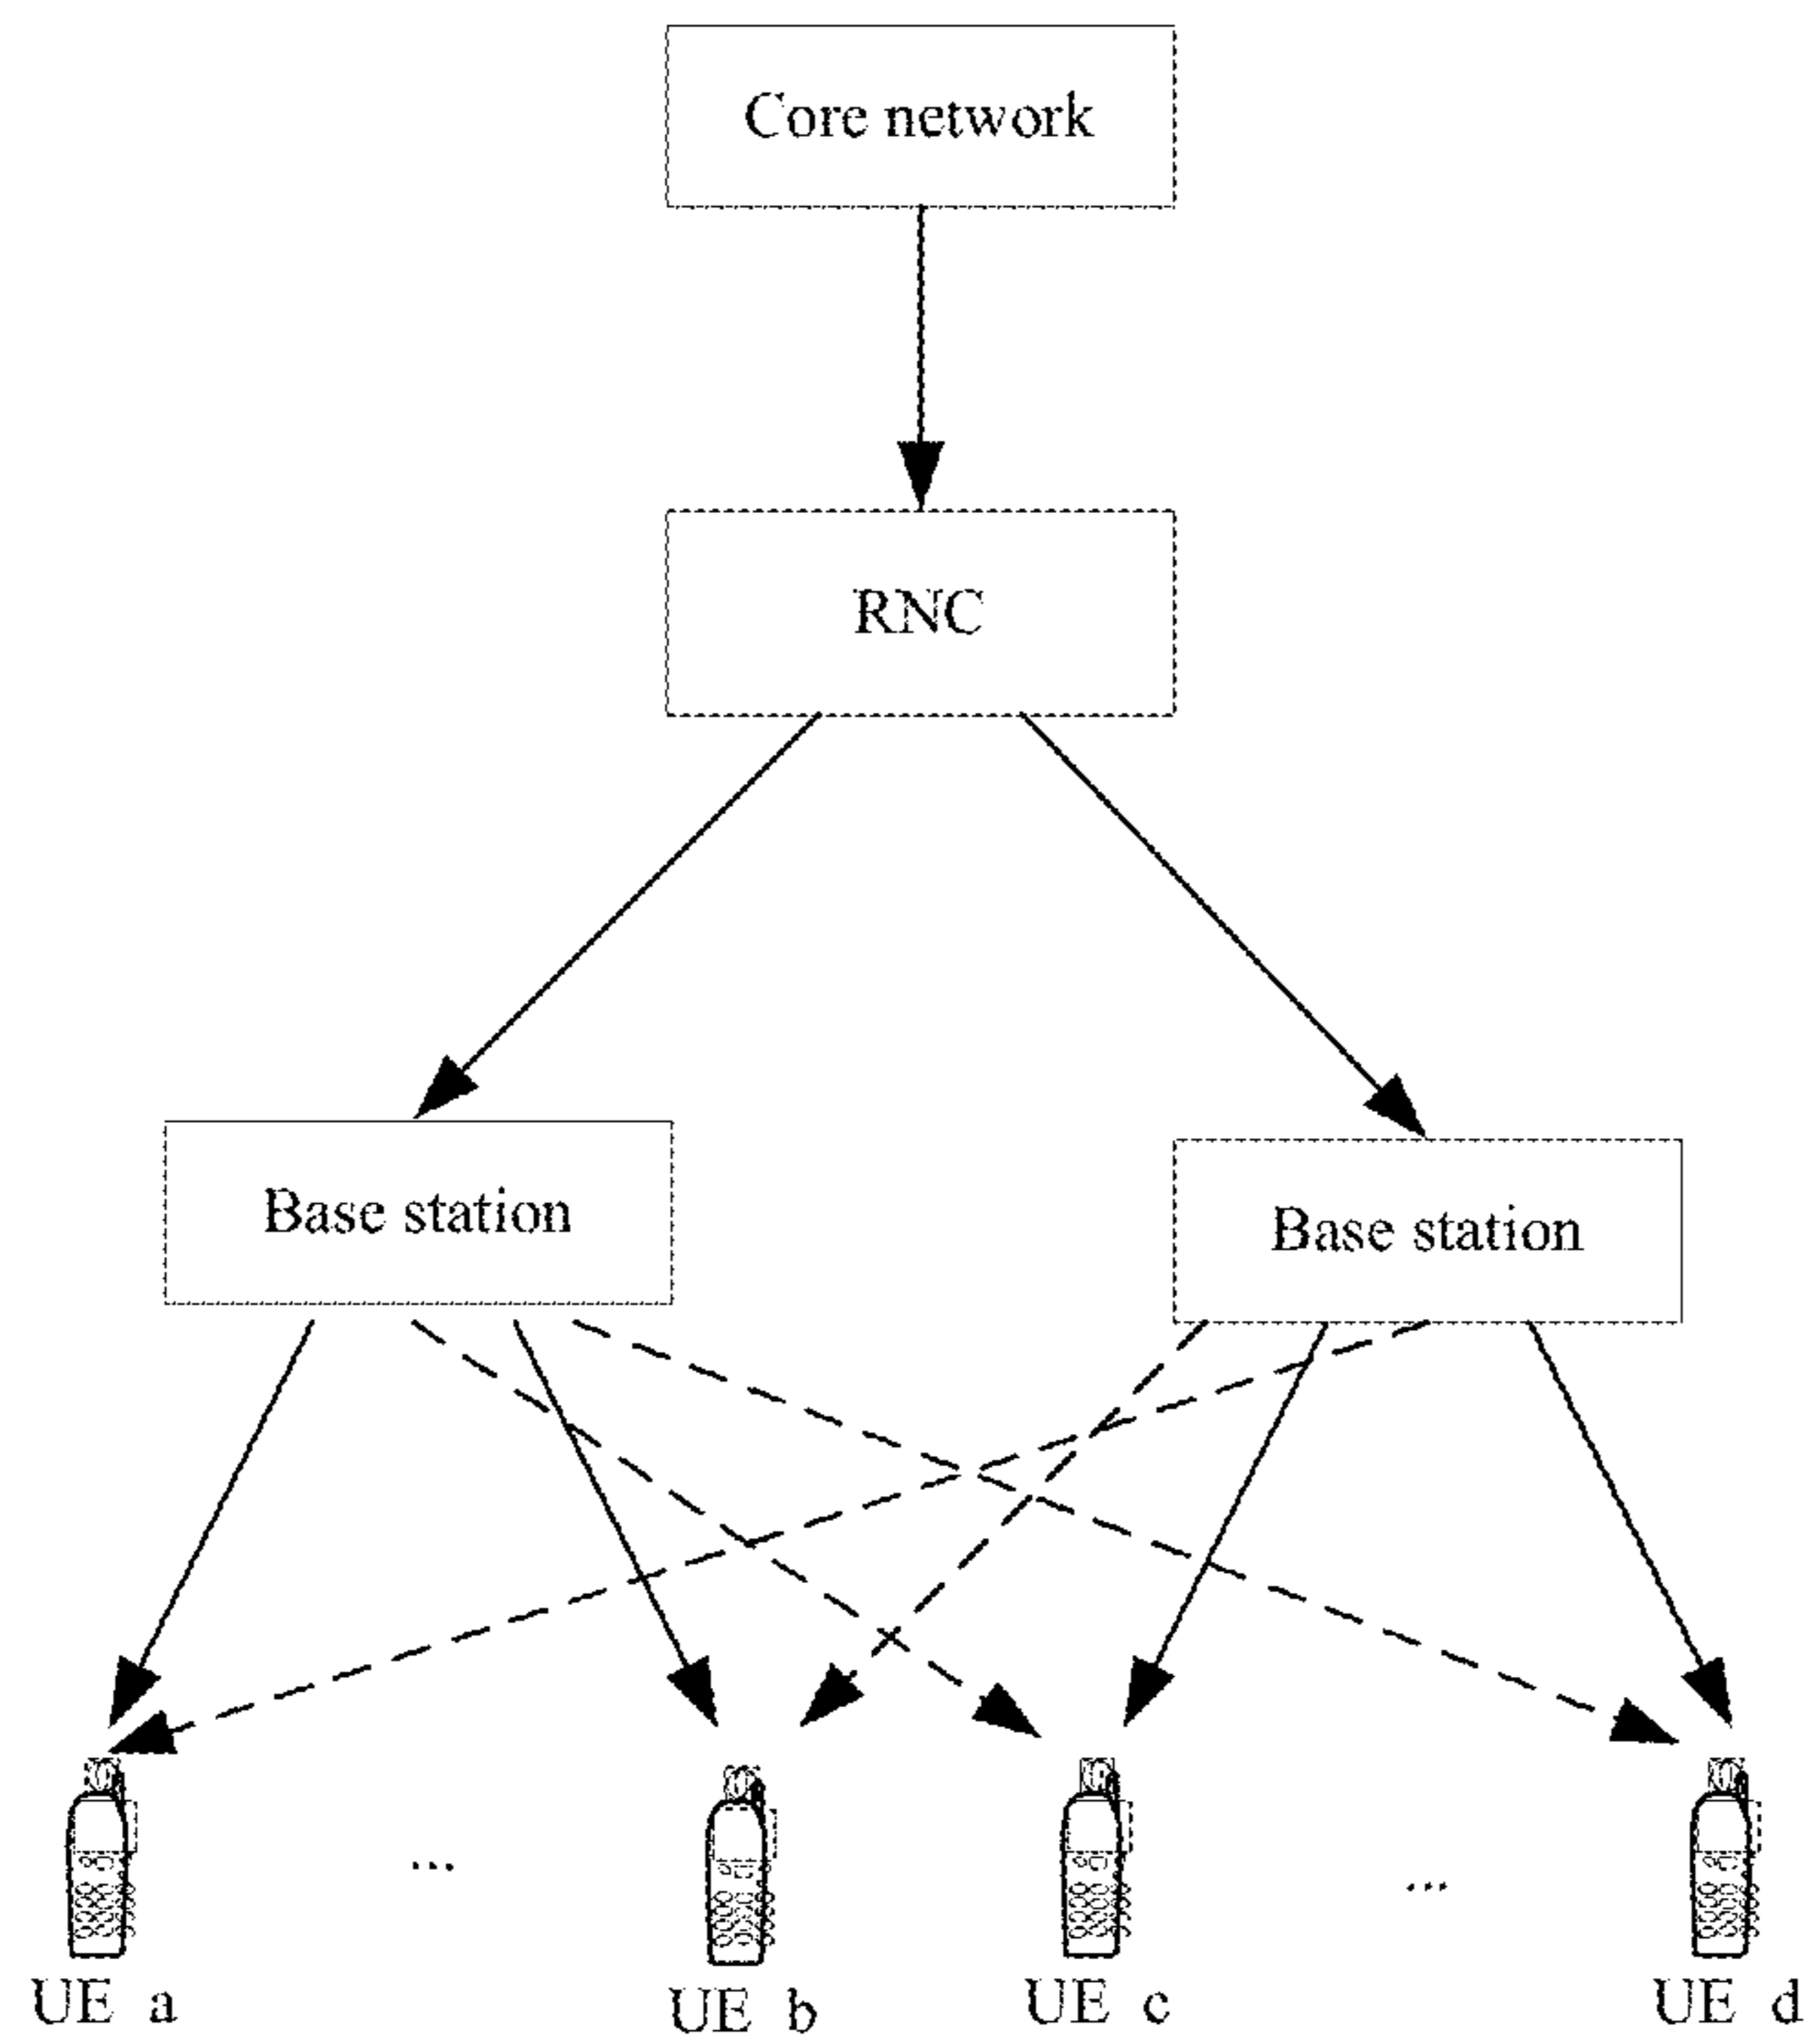 Core network
RNC
Base station
Base station
... ...
UE a UE b UE c UE d